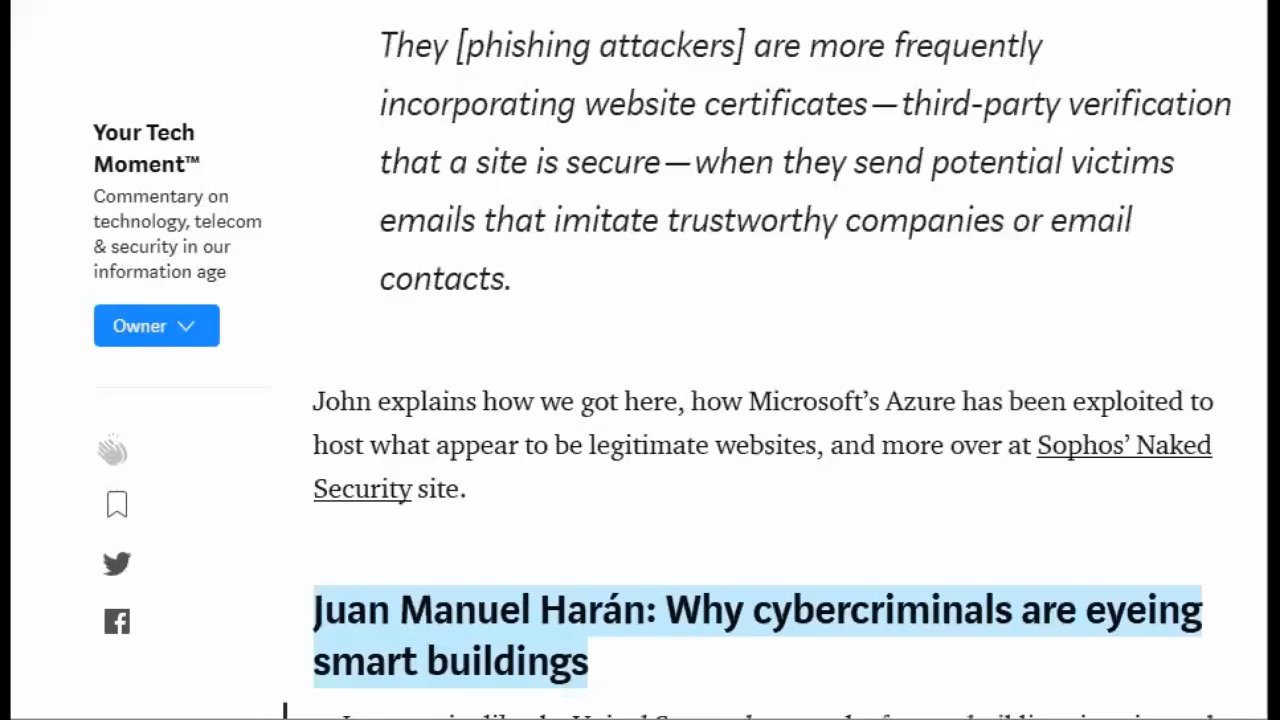 They [phishing attackers] are more frequently
incorporating website certificates — third-party verification
that a site is secure — when they send potential victims
emails that imitate trustworthy companies or email
contacts.
Your Tech
Moment™
Commentary on
technology, telecom
& security in our
information age
Owner
John explains how we got here, how Microsoft’s Azure has been exploited to
host what appear to be legitimate websites, and more over at Sophos’ Naked
Security site.
Juan Manuel Harán: Why cybercriminals are eyeing
smart buildings